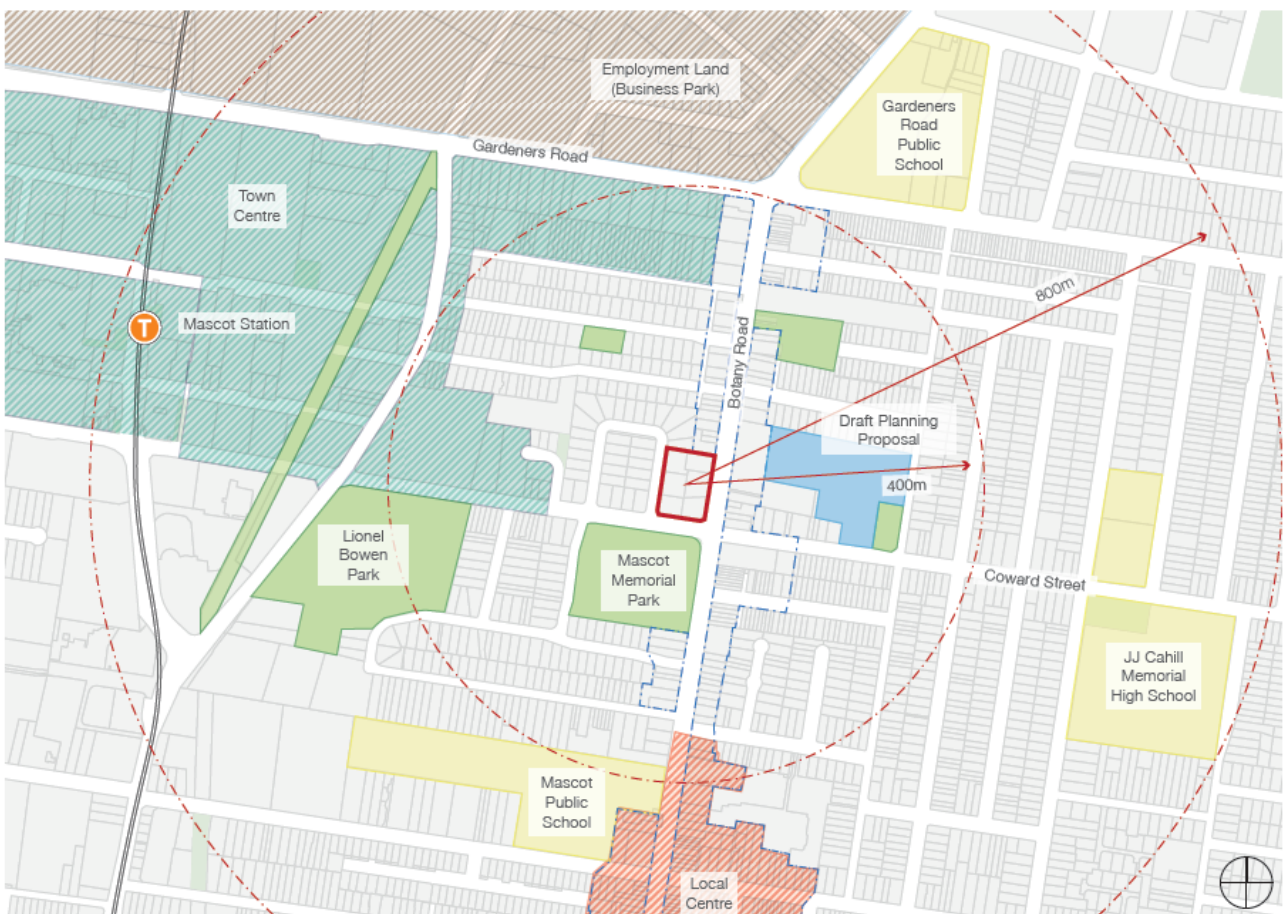 Employment Land
(Business Park)
Gardeners
Road
Public
School
Gardeners Road
Town
Centre
800m
T
Mascot Station
Botany Road
Draft Planning
Proposal
400m
Lionel
Bowen
Park
Mascot
Memorial
Park
Coward Street
JJ Cahill
Memorial
High School
Mascot
Public
School
Local
Centre